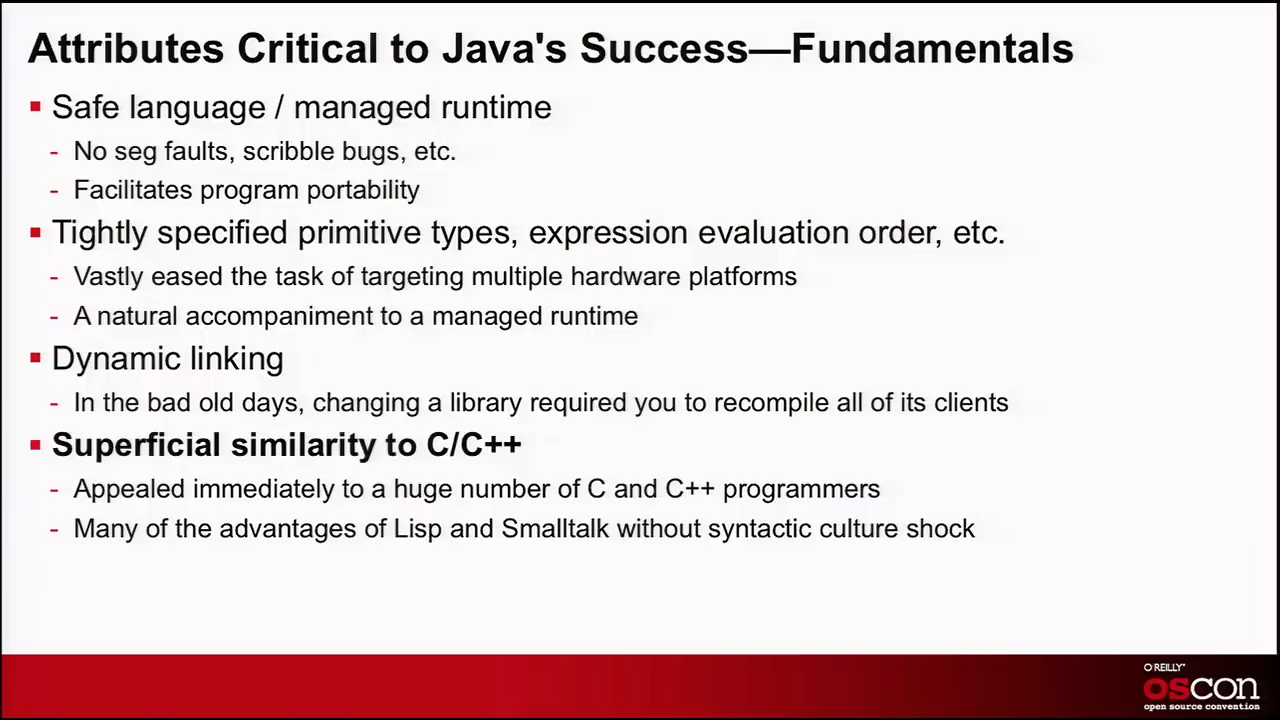 Attributes Critical to Java's Success—Fundamentals
▪ Safe language / managed runtime
- No seg faults, scribble bugs, etc.
- Facilitates program portability
▪ Tightly specified primitive types, expression evaluation order, etc.
- Vastly eased the task of targeting multiple hardware platforms
- A natural accompaniment to a managed runtime
▪ Dynamic linking
- In the bad old days, changing a library required you to recompile all of its clients
▪ Superficial similarity to C/C++
- Appealed immediately to a huge number of C and C++ programmers
- Many of the advantages of Lisp and Smalltalk without syntactic culture shock
O'REILLY®
oscon
open source convention